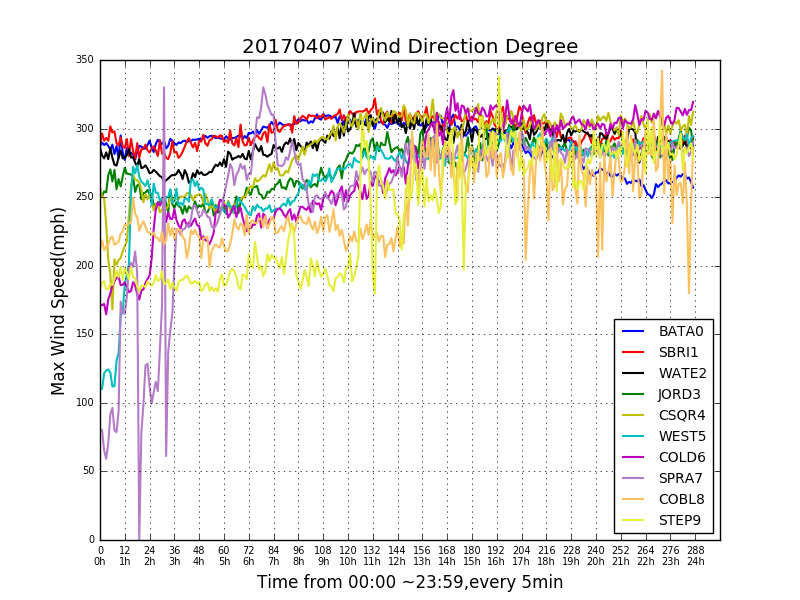 20170407 Wind Direction Degree
Max Wind Speed(mph)
350
300
250
200
150
100
50
0
BATA0
SBRI1
WATE2
JORD3
CSQR4
WEST5
COLD6
SPRA7
COBL8
STEP9
0 12 24 36 48 60 72 84 96 108 120 132 144 156 168 180 192 204 216 228 240 252 264 276 288
0h 1h 2h 3h 4h 5h 6h 7h 8h 9h 10h 11h 12h 13h 14h 15h 16h 17h 18h 19h 20h 21h 22h 23h 24h
Time from 00:00 ~23:59,every 5min